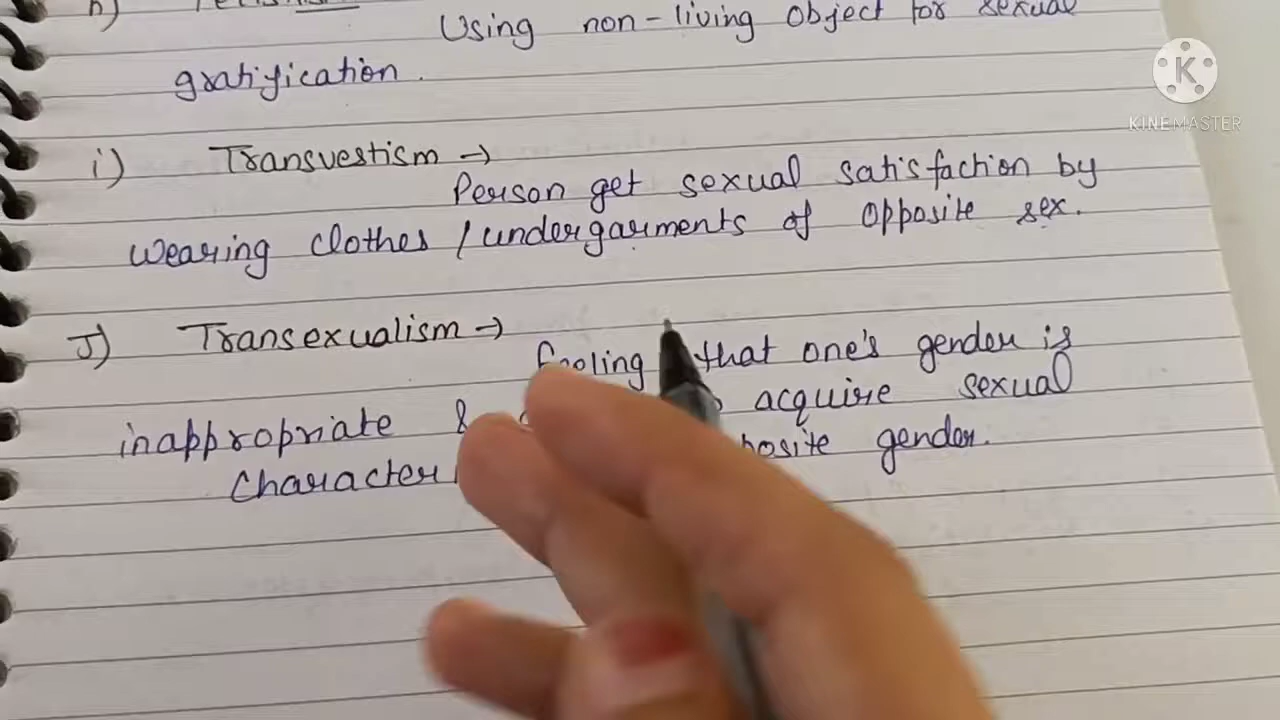 h)
Using non-living object for sexual
gratification.
i) Transvestism →
Person get sexual satisfaction by
wearing clothes / undergarments of opposite sex.
J) Transexualism →
that one's gender is
inappropriate & acquire sexual
gender.
K
KINEMASTER